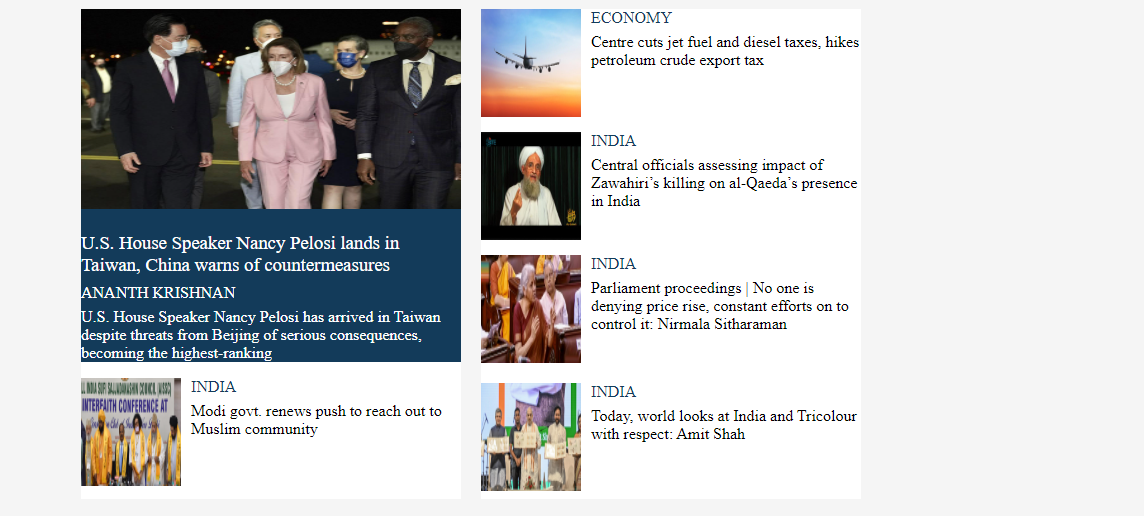 U.S. House Speaker Nancy Pelosi lands in
Taiwan, China warns of countermeasures
ANANTH KRISHNAN
U.S. House Speaker Nancy Pelosi has arrived in Taiwan
despite threats from Beijing of serious consequences,
becoming the highest-ranking
INTERFAITH CONFERENCE AT
INDIA
Modi govt. renews push to reach out to
Muslim community
ECONOMY
Centre cuts jet fuel and diesel taxes, hikes
petroleum crude export tax
INDIA
Central officials assessing impact of
Zawahiri’s killing on al-Qaeda’s presence
in India
INDIA
Parliament proceedings | No one is
denying price rise, constant efforts on to
control it: Nirmala Sitharaman
INDIA
Today, world looks at India and Tricolour
with respect: Amit Shah